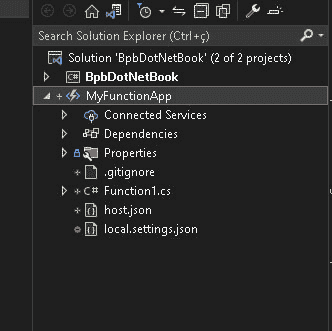 Search Solution Explorer (Ctrl+ç)
Solution 'BpbDotNetBook' (2 of 2 projects)
C# BpbDotNetBook
MyFunctionApp
Connected Services
Dependencies
Properties
.gitignore
C# Function1.cs
host.json
local.settings.json